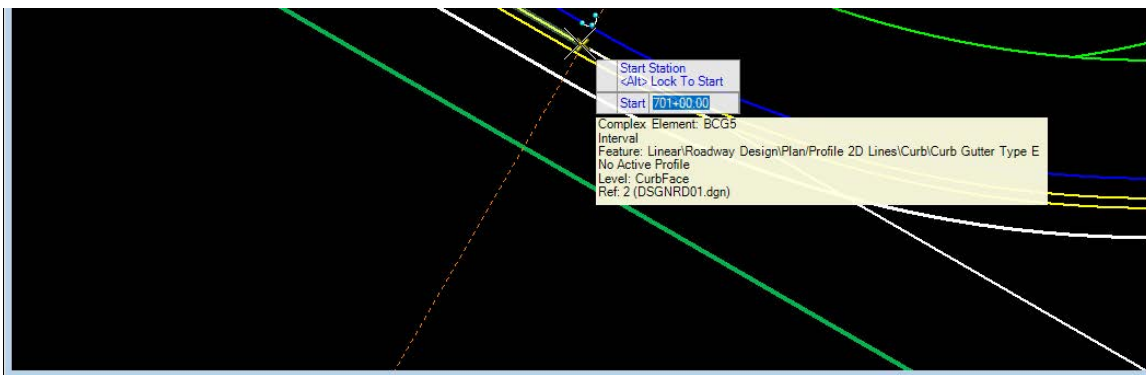 Start Station
<Alt> Lock To Start
Start 701+00.00
Complex Element: BCG5
Interval
Feature: Linear\Roadway Design\Plan/Profile 2D Lines\Curb\Curb Gutter Type E
No Active Profile
Level: CurbFace
Ref: 2 (DSGNRD01.dgn)